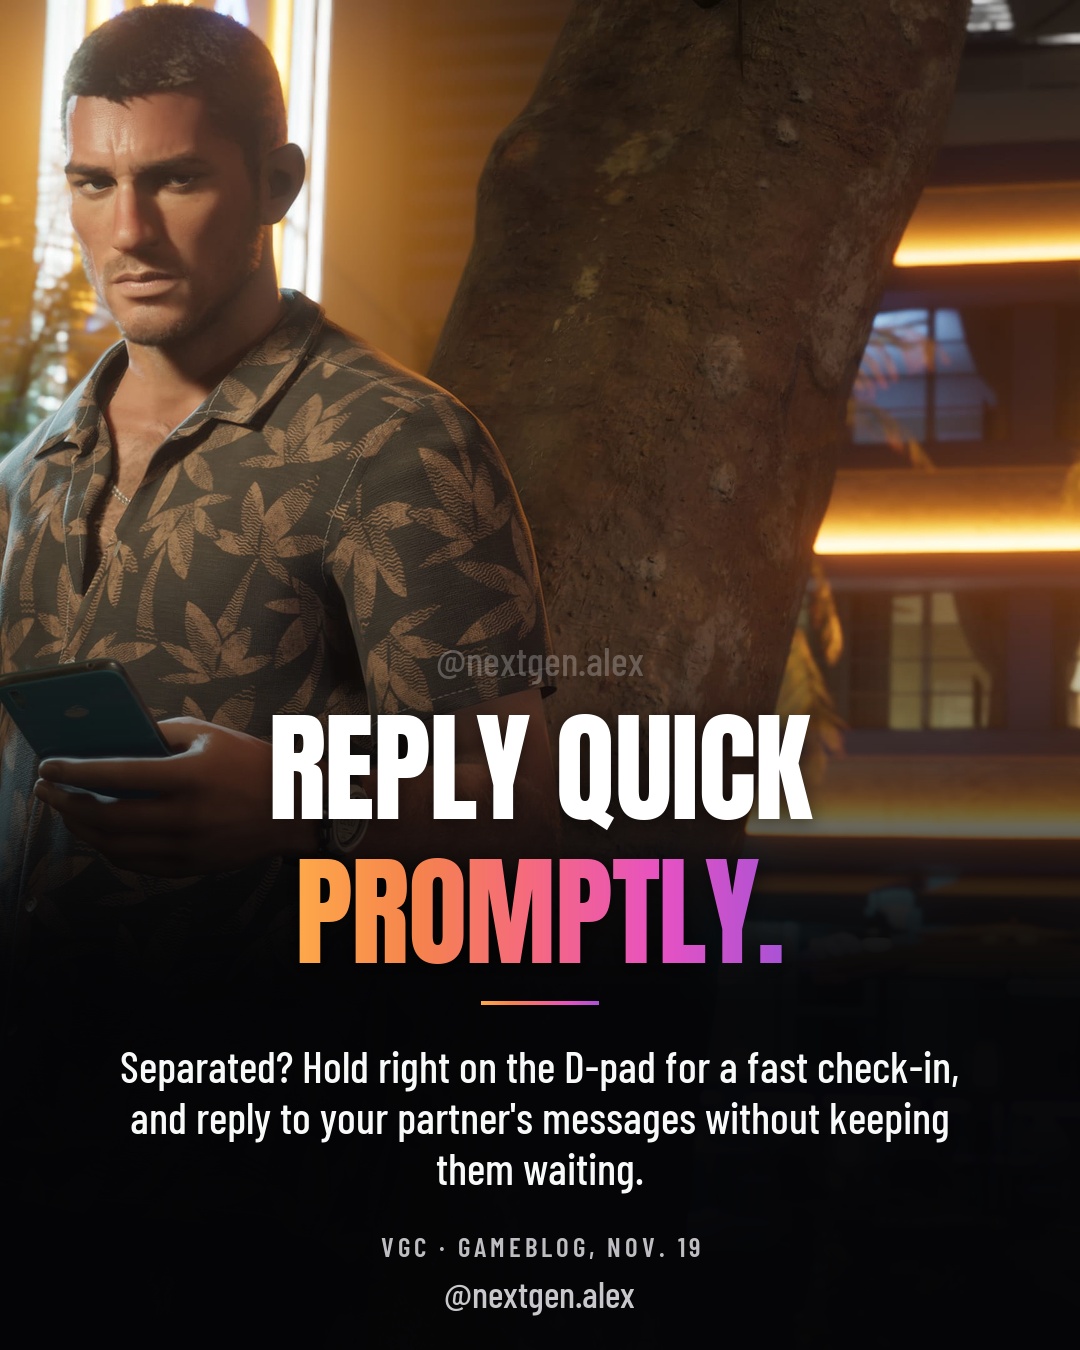 @nextgen.alex
REPLY QUICK
PROMPTLY.
Separated? Hold right on the D-pad for a fast check-in,
and reply to your partner's messages without keeping
them waiting.
VGC · GAMEBLOG, NOV. 19
@nextgen.alex